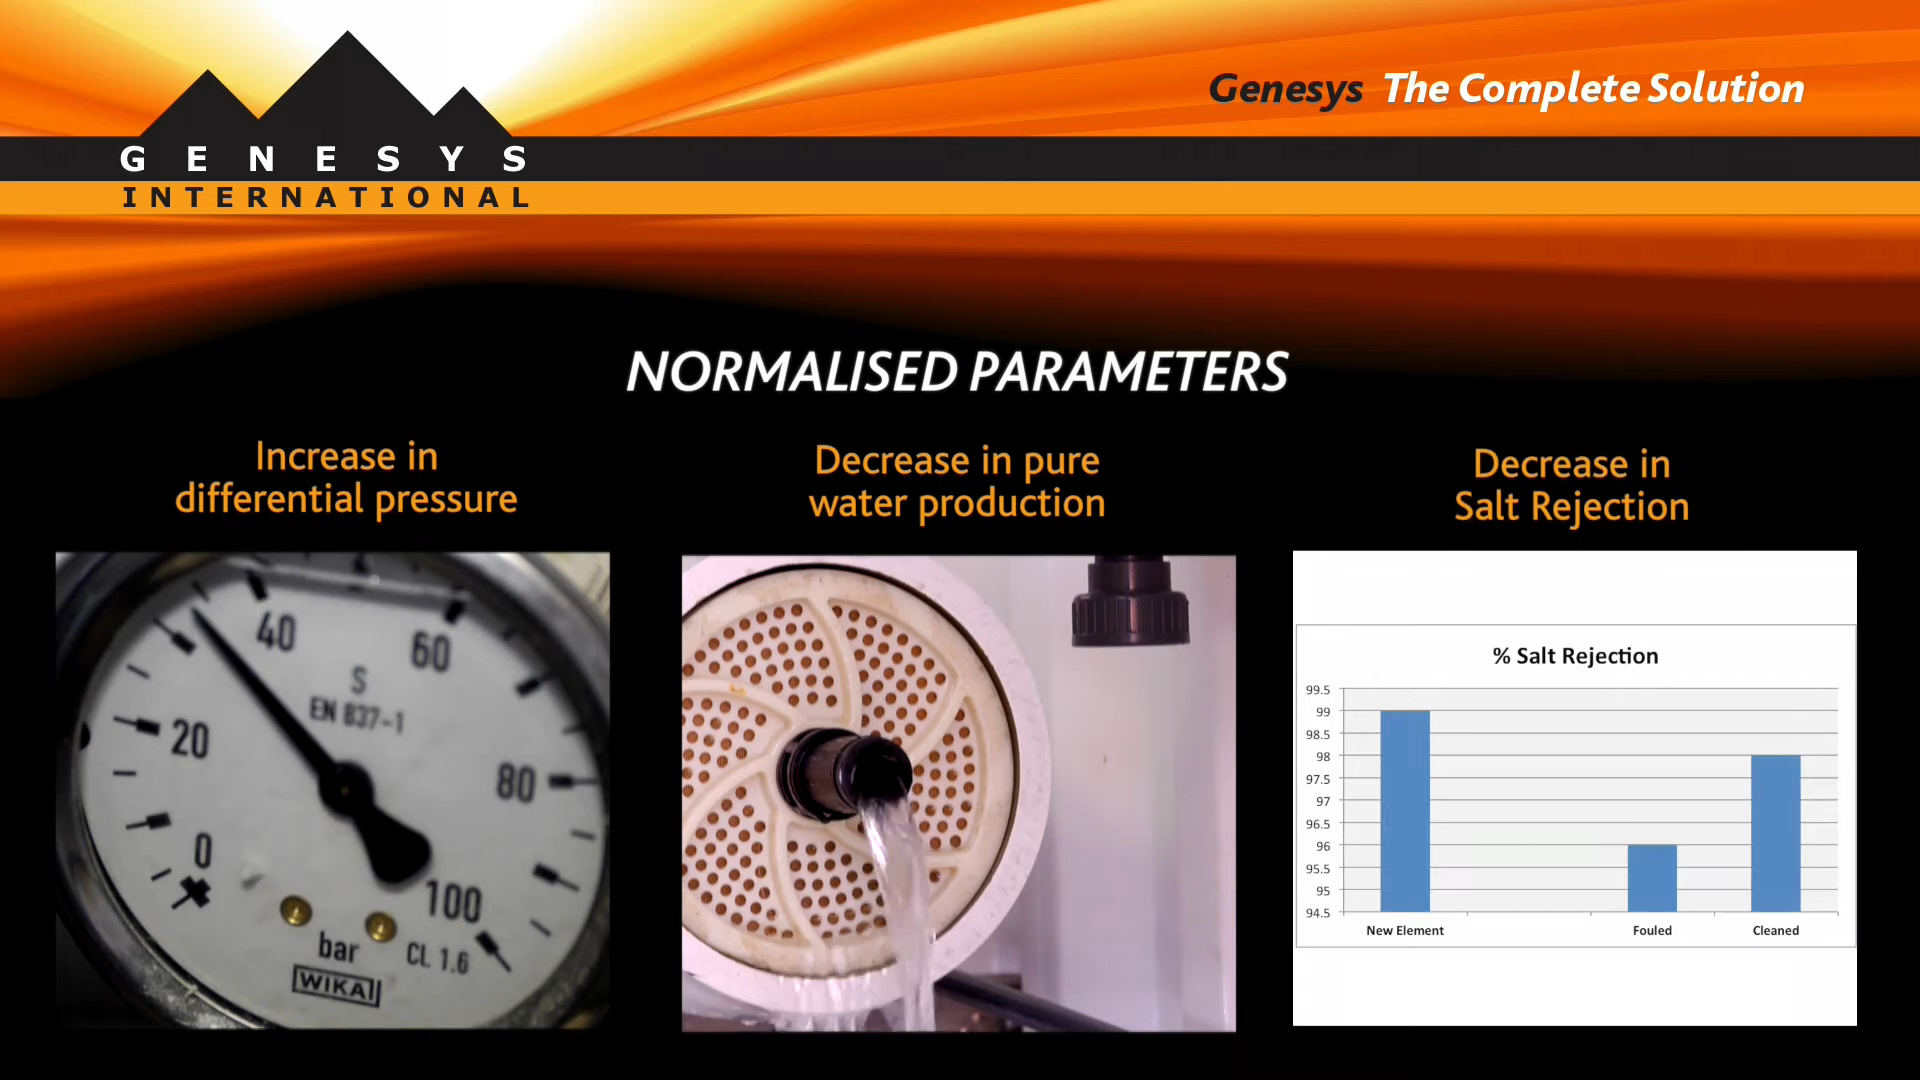 Genesys The Complete Solution
GENESYS
INTERNATIONAL
NORMALISED PARAMETERS
Increase in
differential pressure
Decrease in pure
water production
Decrease in
Salt Rejection
40
60
S
EN 837-1
20
80
0
100
bar
Cl. 1.6
WIKA
% Salt Rejection
99.5
99
98.5
98
97.5
97
96.5
96
95.5
95
94.5
New Element
Fouled
Cleaned